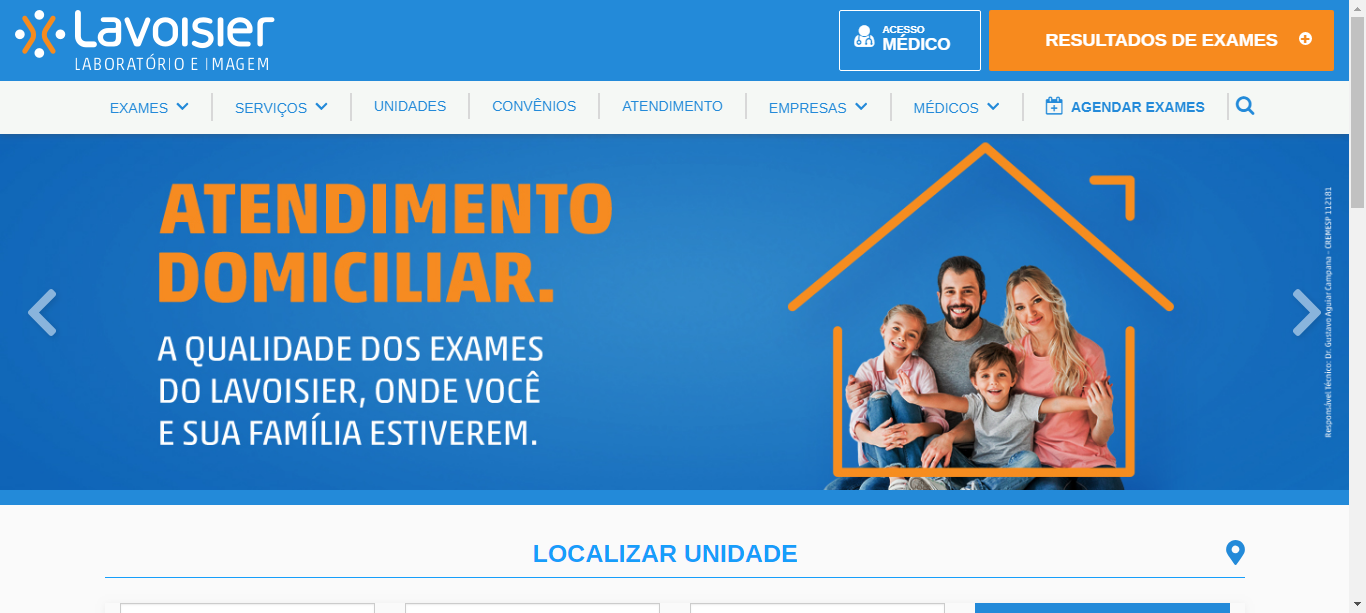 Lavoisier
LABORATÓRIO E IMAGEM
ACESSO
MÉDICO
RESULTADOS DE EXAMES
EXAMES
SERVIÇOS
UNIDADES
CONVÊNIOS
ATENDIMENTO
EMPRESAS
MÉDICOS
AGENDAR EXAMES
ATENDIMENTO
DOMICILIAR.
A QUALIDADE DOS EXAMES
DO LAVOISIER, ONDE VOCÊ
E SUA FAMÍLIA ESTIVEREM.
Responsável Técnico: Dr. Gustavo Aguiar Campana - CREMESP 112181
LOCALIZAR UNIDADE